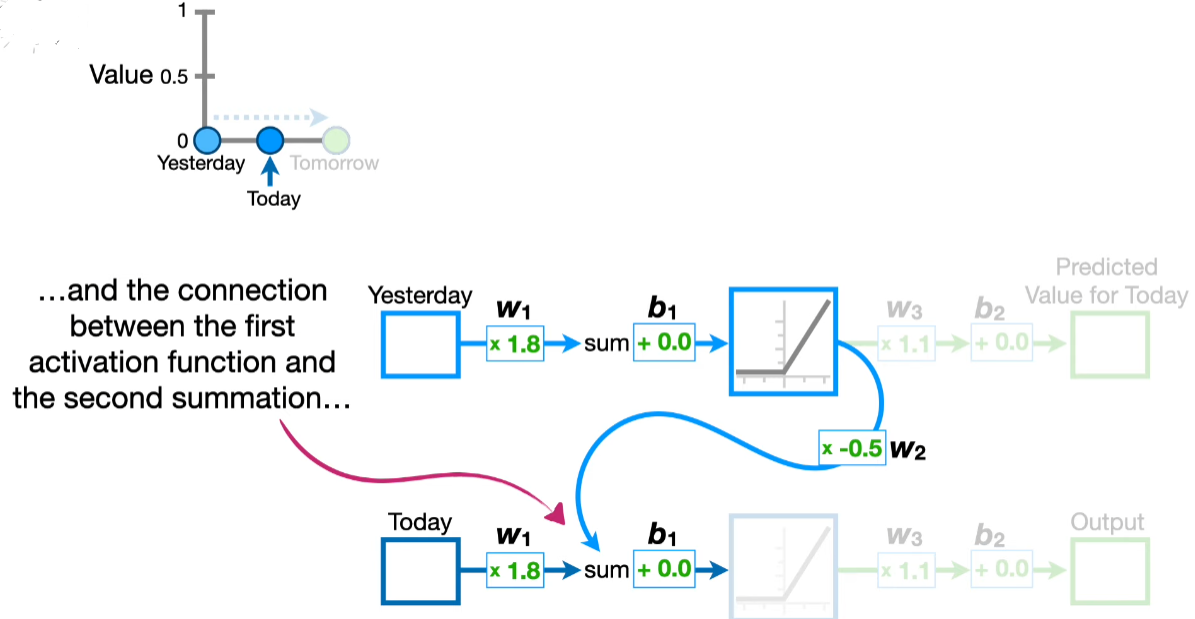 1
Value 0.5
0
Yesterday Tomorrow
Today
...and the connection
between the first
activation function and
the second summation...
Predicted
Value for Today
Yesterday w1 b1 w3 b2
x 1.8 sum + 0.0 x 1.1 + 0.0
x -0.5 w2
Today w1 b1 w3 b2 Output
x 1.8 sum + 0.0 x 1.1 + 0.0